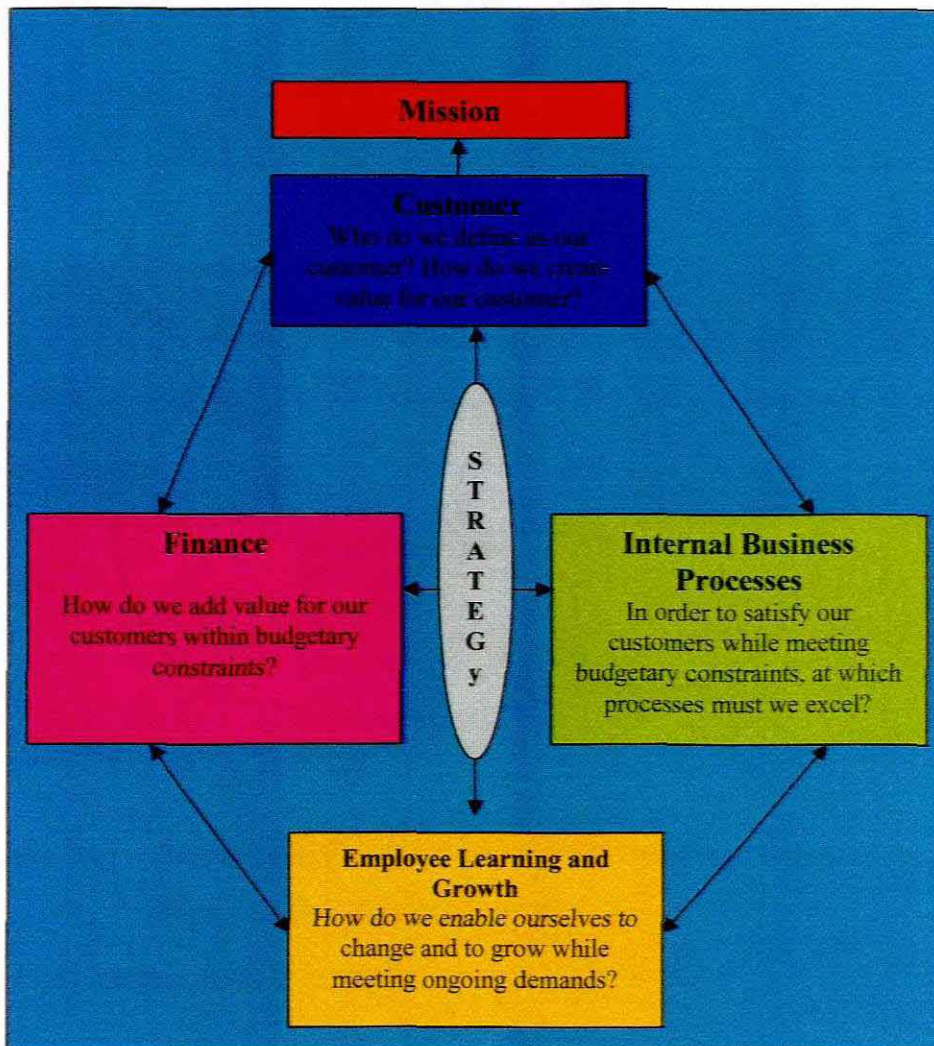 Mission
Customer
Who do we define as our
customer? How do we create
value for our customer?
S
T
R
A
T
E
G
y
Finance
How do we add value for our
customers within budgetary
constraints?
Internal Business
Processes
In order to satisfy our
customers while meeting
budgetary constraints, at which
processes must we excel?
Employee Learning and
Growth
How do we enable ourselves to
change and to grow while
meeting ongoing demands?